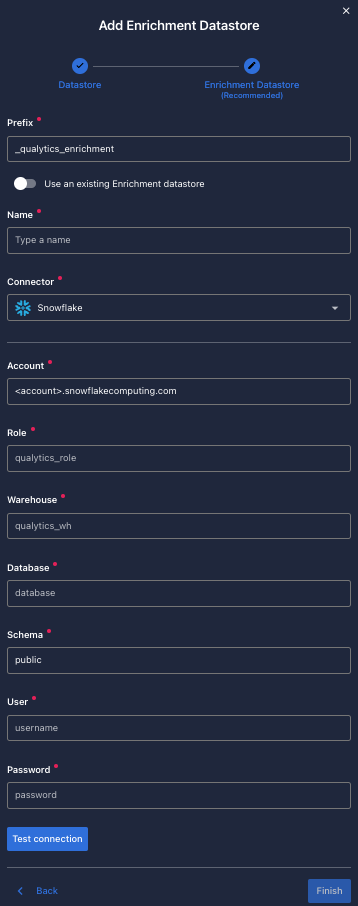 Add Enrichment Datastore
Datastore
Enrichment Datastore
(Recommended)
Prefix *
_qualytics_enrichment
Use an existing Enrichment datastore
Name *
Type a name
Connector *
Snowflake
Account *
<account>.snowflakecomputing.com
Role *
qualytics_role
Warehouse *
qualytics_wh
Database *
database
Schema *
public
User *
username
Password *
password
Test connection
Back
Finish